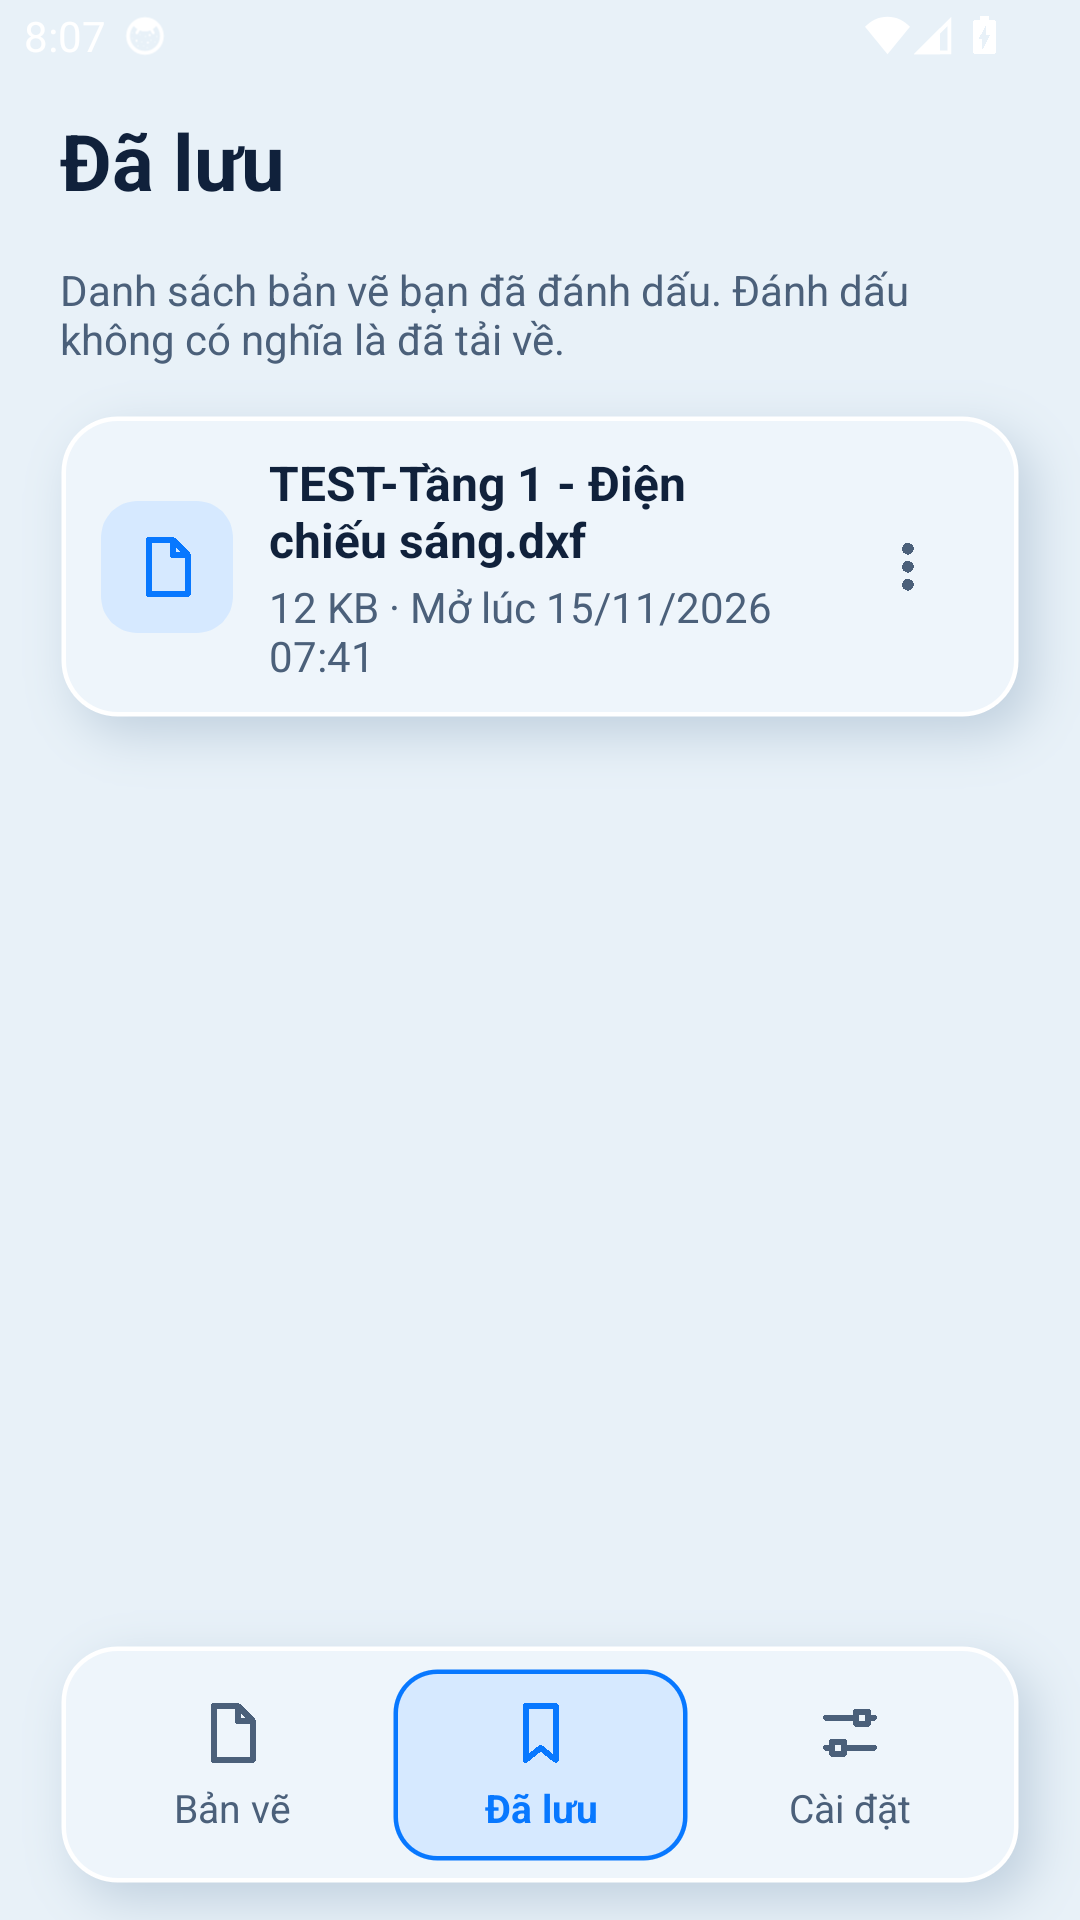 8:07
Đã lưu
Danh sách bản vẽ bạn đã đánh dấu. Đánh dấu
không có nghĩa là đã tải về.
TEST-Tầng 1 - Điện
chiếu sáng.dxf
12 KB · Mở lúc 15/11/2026
07:41
Bản vẽ
Đã lưu
Cài đặt